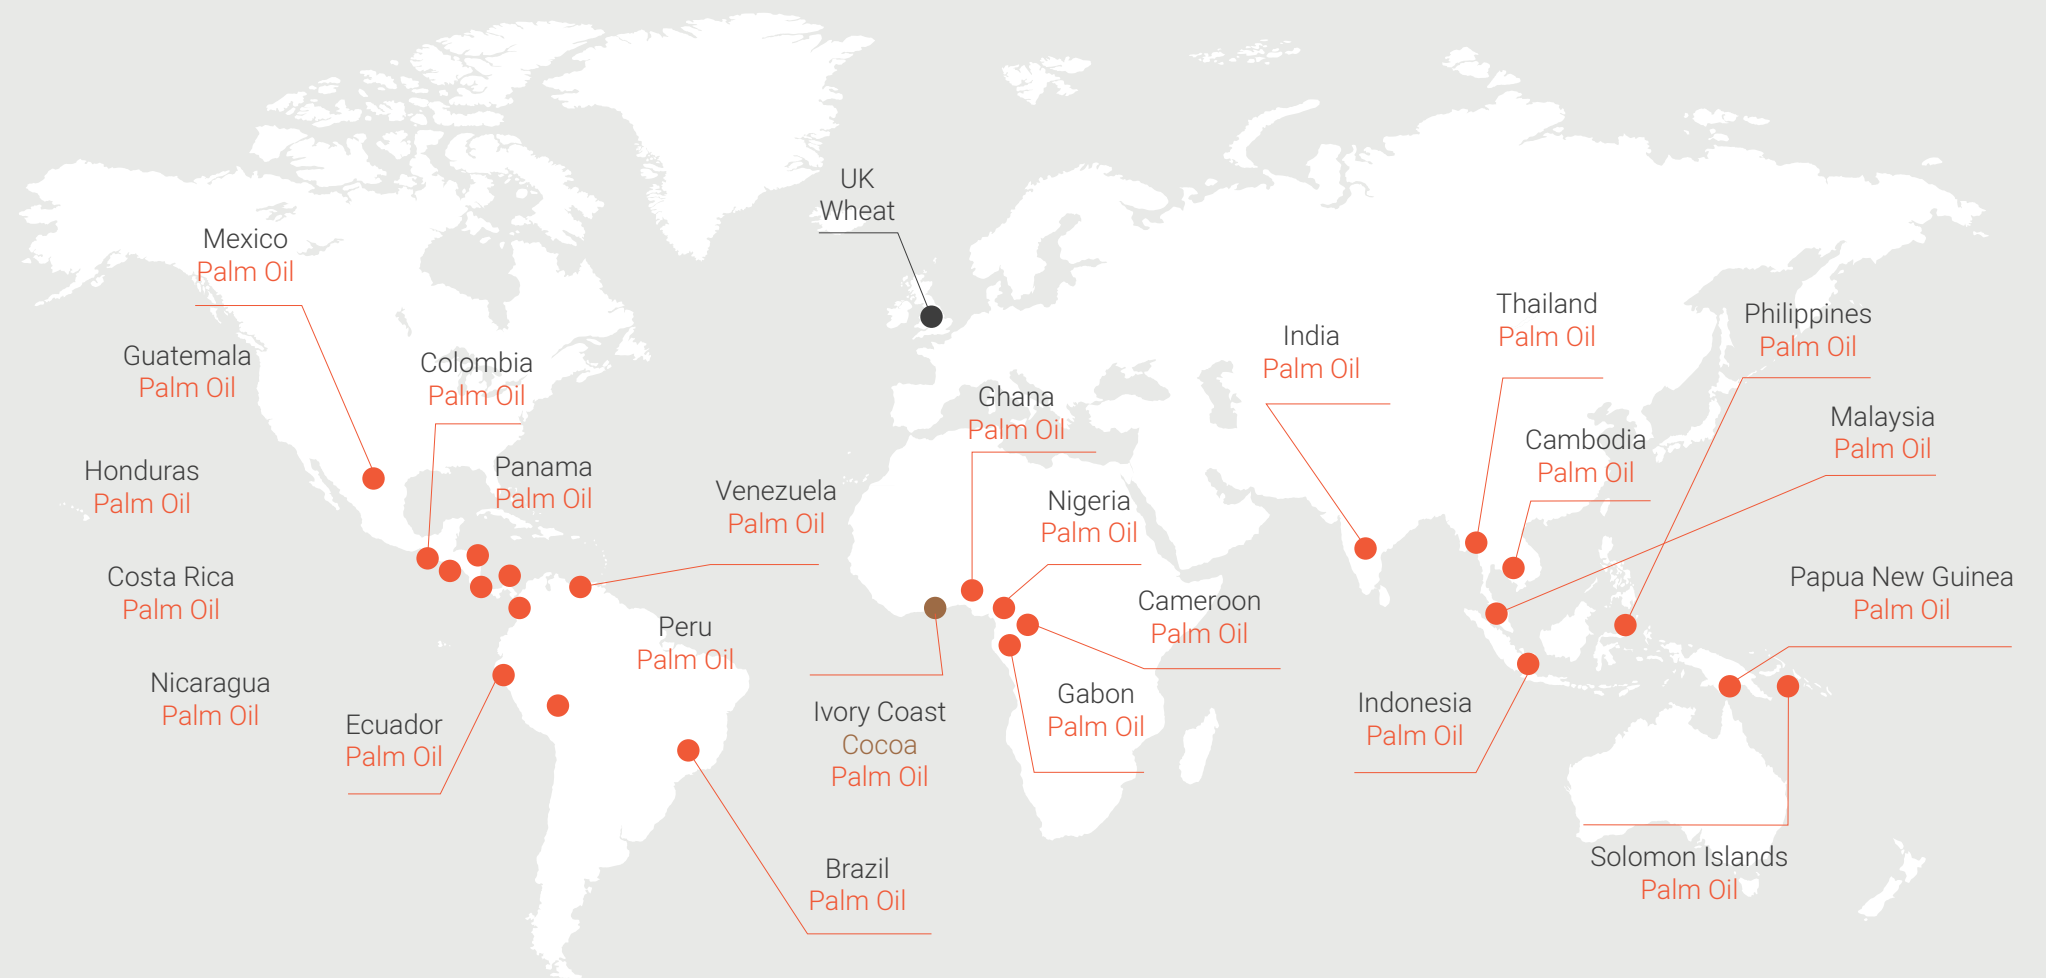 UK
Wheat
Mexico
Palm Oil
Guatemala
Palm Oil
Colombia
Palm Oil
Honduras
Palm Oil
Panama
Palm Oil
Venezuela
Palm Oil
Costa Rica
Palm Oil
Peru
Palm Oil
Nicaragua
Palm Oil
Ecuador
Palm Oil
Brazil
Palm Oil
Ghana
Palm Oil
Nigeria
Palm Oil
Cameroon
Palm Oil
Gabon
Palm Oil
Ivory Coast
Cocoa
Palm Oil
India
Palm Oil
Thailand
Palm Oil
Philippines
Palm Oil
Cambodia
Palm Oil
Malaysia
Palm Oil
Papua New Guinea
Palm Oil
Indonesia
Palm Oil
Solomon Islands
Palm Oil